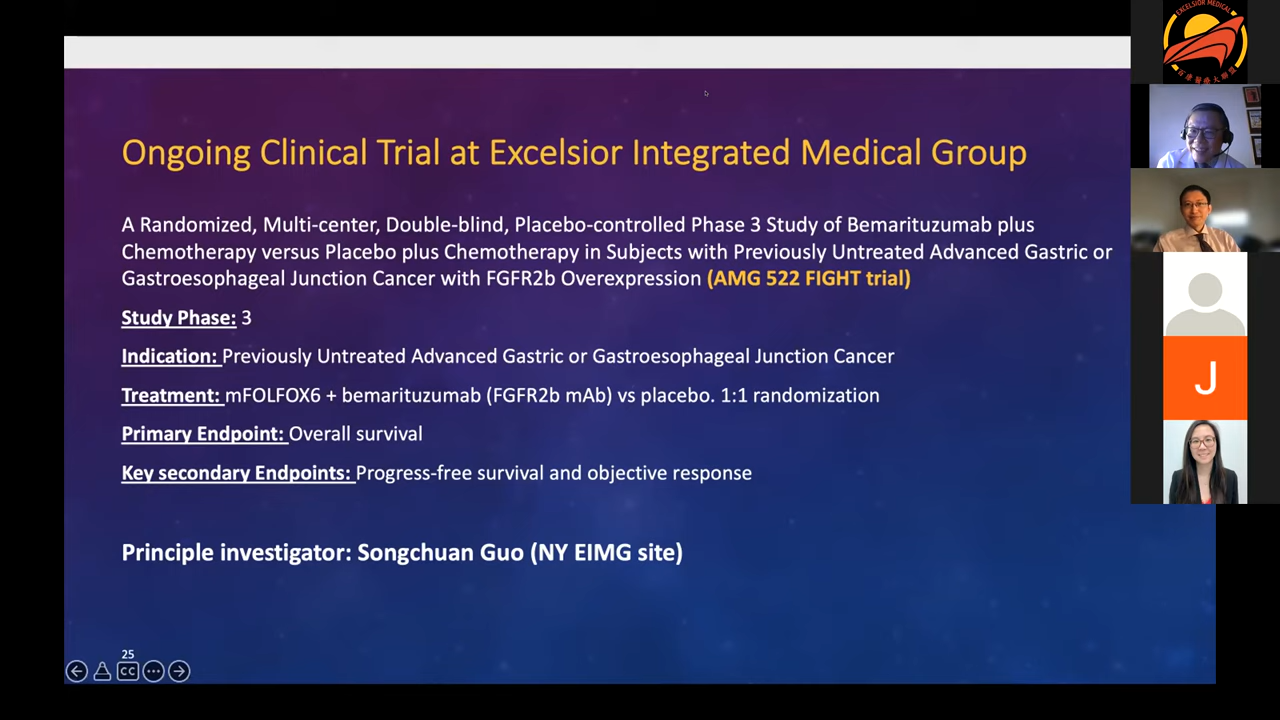 Ongoing Clinical Trial at Excelsior Integrated Medical Group
A Randomized, Multi-center, Double-blind, Placebo-controlled Phase 3 Study of Bemarituzumab plus
Chemotherapy versus Placebo plus Chemotherapy in Subjects with Previously Untreated Advanced Gastric or
Gastroesophageal Junction Cancer with FGFR2b Overexpression (AMG 522 FIGHT trial)
Study Phase: 3
Indication: Previously Untreated Advanced Gastric or Gastroesophageal Junction Cancer
Treatment: mFOLFOX6 + bemarituzumab (FGFR2b mAb) vs placebo. 1:1 randomization
Primary Endpoint: Overall survival
Key secondary Endpoints: Progress-free survival and objective response
Principle investigator: Songchuan Guo (NY EIMG site)
25
CC
EXCELSIOR MEDICAL
J